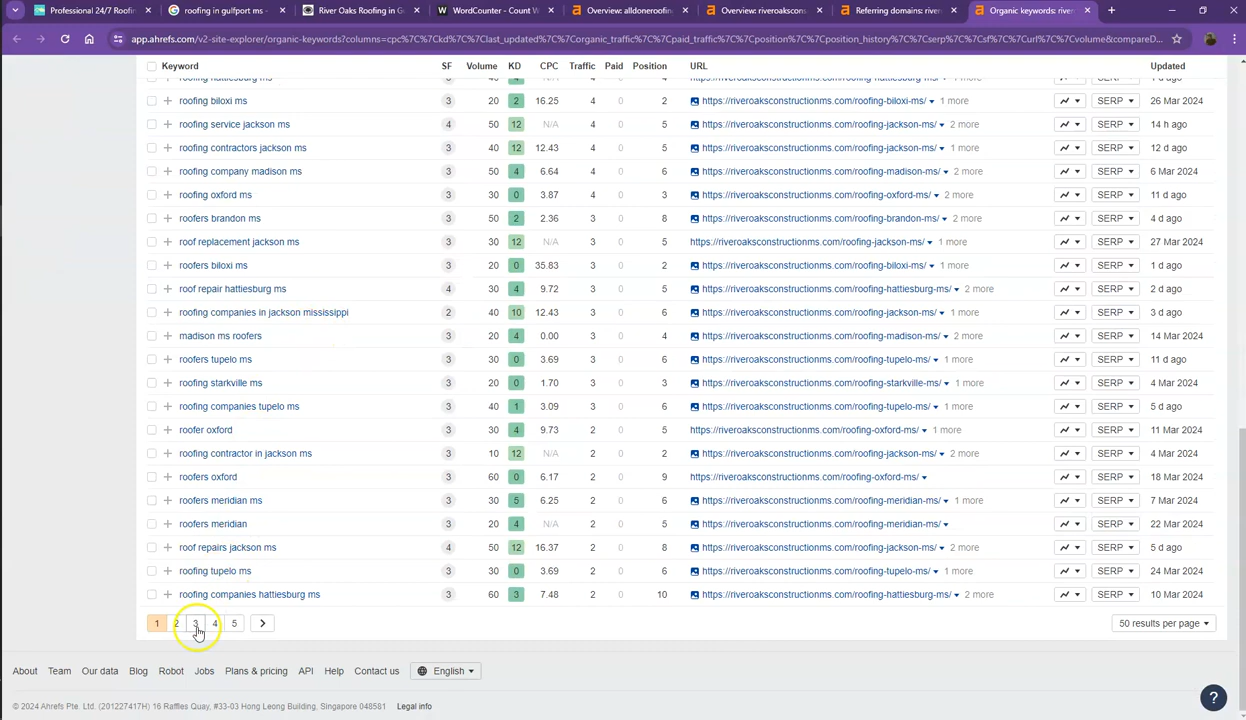 Professional 24/7 Roofin
roofing in gulfport ms -
River Oaks Roofing in G
WordCounter - Count W
Overview: alldoneroofin
Overview: riveroakscon
Referring domains: river
Organic keywords: river
app.ahrefs.com/v2-site-explorer/organic-keywords?columns=cpc%7C%7Ckd%7C%7Clast_updated%7C%7Corganic_traffic%7C%7Cpaid_traffic%7C%7Cposition%7C%7Cposition_history%7C%7Cserp%7C%7Csf%7C%7Curl%7C%7Cvolume&compareD...
Keyword SF Volume KD CPC Traffic Paid Position URL Updated
roofing hattiesburg ms 3 40 4 N/A 4 0 4 https://riveroaksconstructionms.com/roofing-hattiesburg-ms/ 2 more SERP 1 d ago
roofing biloxi ms 3 20 2 16.25 4 0 2 https://riveroaksconstructionms.com/roofing-biloxi-ms/ 1 more SERP 26 Mar 2024
roofing service jackson ms 4 50 12 N/A 4 0 5 https://riveroaksconstructionms.com/roofing-jackson-ms/ 2 more SERP 14 h ago
roofing contractors jackson ms 3 40 12 12.43 4 0 5 https://riveroaksconstructionms.com/roofing-jackson-ms/ 1 more SERP 12 d ago
roofing company madison ms 3 50 4 6.64 4 0 6 https://riveroaksconstructionms.com/roofing-madison-ms/ 2 more SERP 6 Mar 2024
roofing oxford ms 3 30 0 3.87 4 0 3 https://riveroaksconstructionms.com/roofing-oxford-ms/ 2 more SERP 11 d ago
roofers brandon ms 3 50 2 2.36 3 0 8 https://riveroaksconstructionms.com/roofing-brandon-ms/ 2 more SERP 4 d ago
roof replacement jackson ms 3 30 12 N/A 3 0 5 https://riveroaksconstructionms.com/roofing-jackson-ms/ 1 more SERP 27 Mar 2024
roofers biloxi ms 3 20 0 35.83 3 0 2 https://riveroaksconstructionms.com/roofing-biloxi-ms/ 1 more SERP 1 d ago
roof repair hattiesburg ms 4 30 4 9.72 3 0 5 https://riveroaksconstructionms.com/roofing-hattiesburg-ms/ 2 more SERP 2 d ago
roofing companies in jackson mississippi 2 40 10 12.43 3 0 6 https://riveroaksconstructionms.com/roofing-jackson-ms/ 1 more SERP 3 d ago
madison ms roofers 3 20 4 0.00 3 0 4 https://riveroaksconstructionms.com/roofing-madison-ms/ 2 more SERP 14 Mar 2024
roofers tupelo ms 3 30 0 3.69 3 0 6 https://riveroaksconstructionms.com/roofing-tupelo-ms/ 1 more SERP 11 d ago
roofing starkville ms 3 20 0 1.70 3 0 3 https://riveroaksconstructionms.com/roofing-starkville-ms/ 1 more SERP 4 Mar 2024
roofing companies tupelo ms 3 40 1 3.09 3 0 6 https://riveroaksconstructionms.com/roofing-tupelo-ms/ 1 more SERP 5 d ago
roofer oxford 3 30 4 9.73 2 0 5 https://riveroaksconstructionms.com/roofing-oxford-ms/ 1 more SERP 11 Mar 2024
roofing contractor in jackson ms 3 10 12 N/A 2 0 2 https://riveroaksconstructionms.com/roofing-jackson-ms/ 2 more SERP 4 Mar 2024
roofers oxford 3 60 0 6.17 2 0 9 https://riveroaksconstructionms.com/roofing-oxford-ms/ SERP 18 Mar 2024
roofers meridian ms 3 30 5 6.25 2 0 6 https://riveroaksconstructionms.com/roofing-meridian-ms/ 1 more SERP 7 Mar 2024
roofers meridian 3 20 4 N/A 2 0 5 https://riveroaksconstructionms.com/roofing-meridian-ms/ SERP 22 Mar 2024
roof repairs jackson ms 4 50 12 16.37 2 0 8 https://riveroaksconstructionms.com/roofing-jackson-ms/ 2 more SERP 5 d ago
roofing tupelo ms 3 30 0 3.69 2 0 6 https://riveroaksconstructionms.com/roofing-tupelo-ms/ 1 more SERP 24 Mar 2024
roofing companies hattiesburg ms 3 60 3 7.48 2 0 10 https://riveroaksconstructionms.com/roofing-hattiesburg-ms/ 2 more SERP 10 Mar 2024
1 2 3 4 5 50 results per page
About Team Our data Blog Robot Jobs Plans & pricing API Help Contact us English
© 2024 Ahrefs Pte. Ltd. (201227417H) 16 Raffles Quay, #33-03 Hong Leong Building, Singapore 048581 Legal info
?